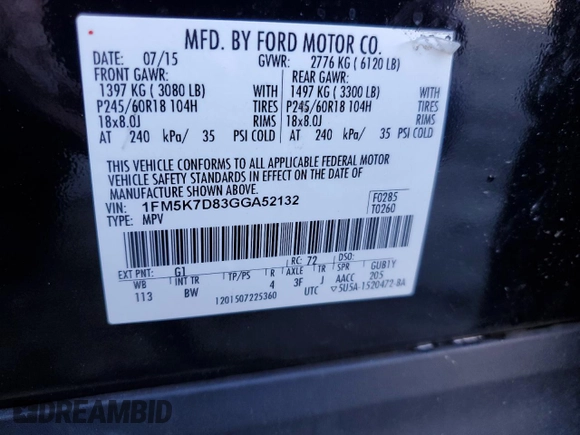 MFD. BY FORD MOTOR CO.
DATE: 07/15 GVWR: 2776 KG ( 6120 LB)
FRONT GAWR: REAR GAWR:
1397 KG ( 3080 LB) WITH 1497 KG ( 3300 LB)
P245/60R18 104H TIRES P245/60R18 104H
18x8.0J RIMS 18x8.0J
AT 240 kPa/ 35 PSI COLD AT 240 kPa/ 35 PSI COLD
WITH
TIRES
RIMS
THIS VEHICLE CONFORMS TO ALL APPLICABLE FEDERAL MOTOR
VEHICLE SAFETY STANDARDS IN EFFECT ON THE DATE OF
MANUFACTURE SHOWN ABOVE.
VIN: 1FM5K7D83GGA52132
TYPE: MPV
F0285
T0260
EXT PNT: G1 RC: 72 DSO:
WB INT TR TP/PS R AXLE TR SPR GUB1Y
113 BW 4 3F J AACC 205
1201507225360 UTC ▽5USA-1520472-BA
DREAMBID